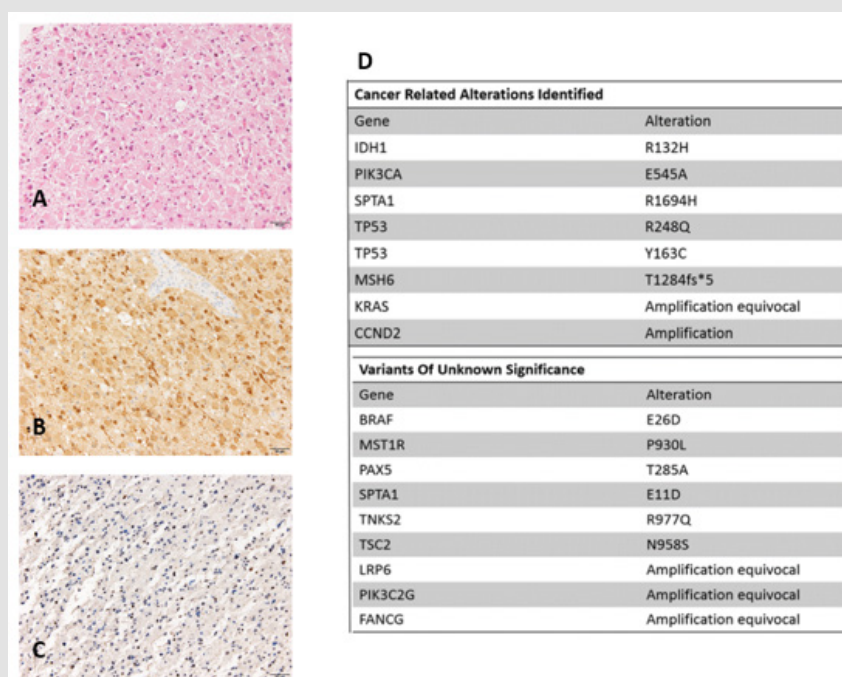 A
B
C
D
Cancer Related Alterations Identified
Gene Alteration
IDH1 R132H
PIK3CA E545A
SPTA1 R1694H
TP53 R248Q
TP53 Y163C
MSH6 T1284fs*5
KRAS Amplification equivocal
CCND2 Amplification
Variants Of Unknown Significance
Gene Alteration
BRAF E26D
MST1R P930L
PAX5 T285A
SPTA1 E11D
TNKS2 R977Q
TSC2 N958S
LRP6 Amplification equivocal
PIK3C2G Amplification equivocal
FANCG Amplification equivocal